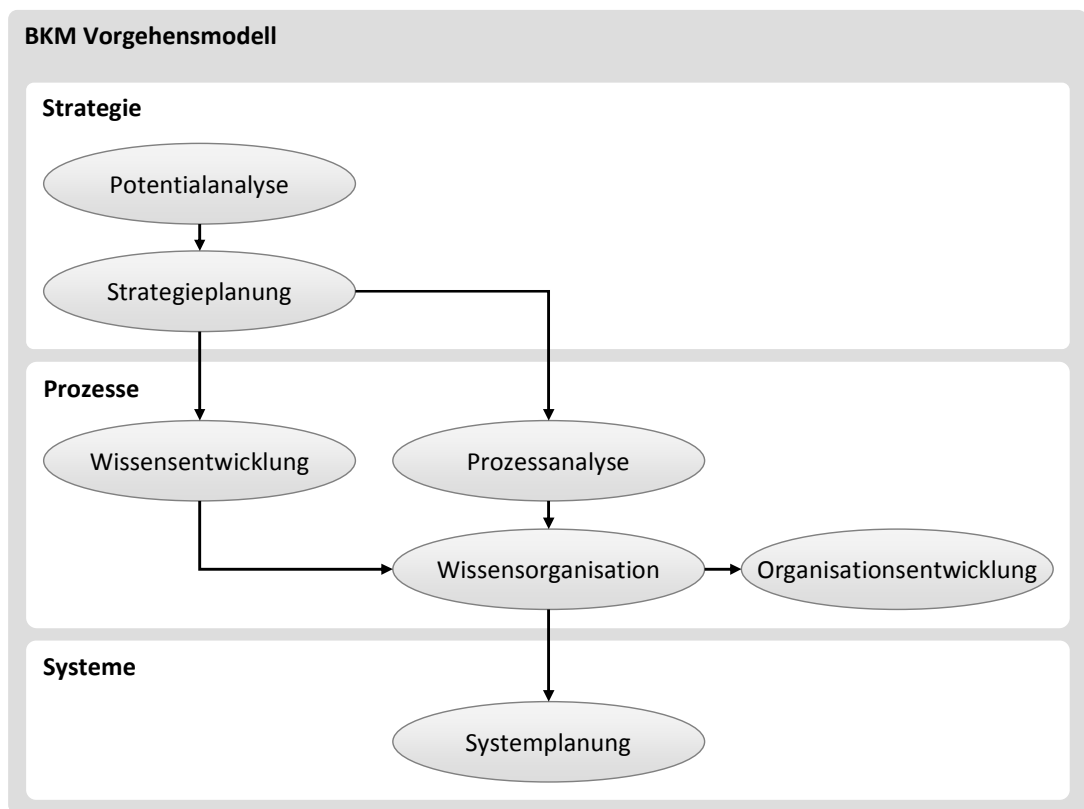 BKM Vorgehensmodell
Strategie
Potentialanalyse
Strategieplanung
Prozesse
Wissensentwicklung
Prozessanalyse
Wissensorganisation
Organisationsentwicklung
Systeme
Systemplanung